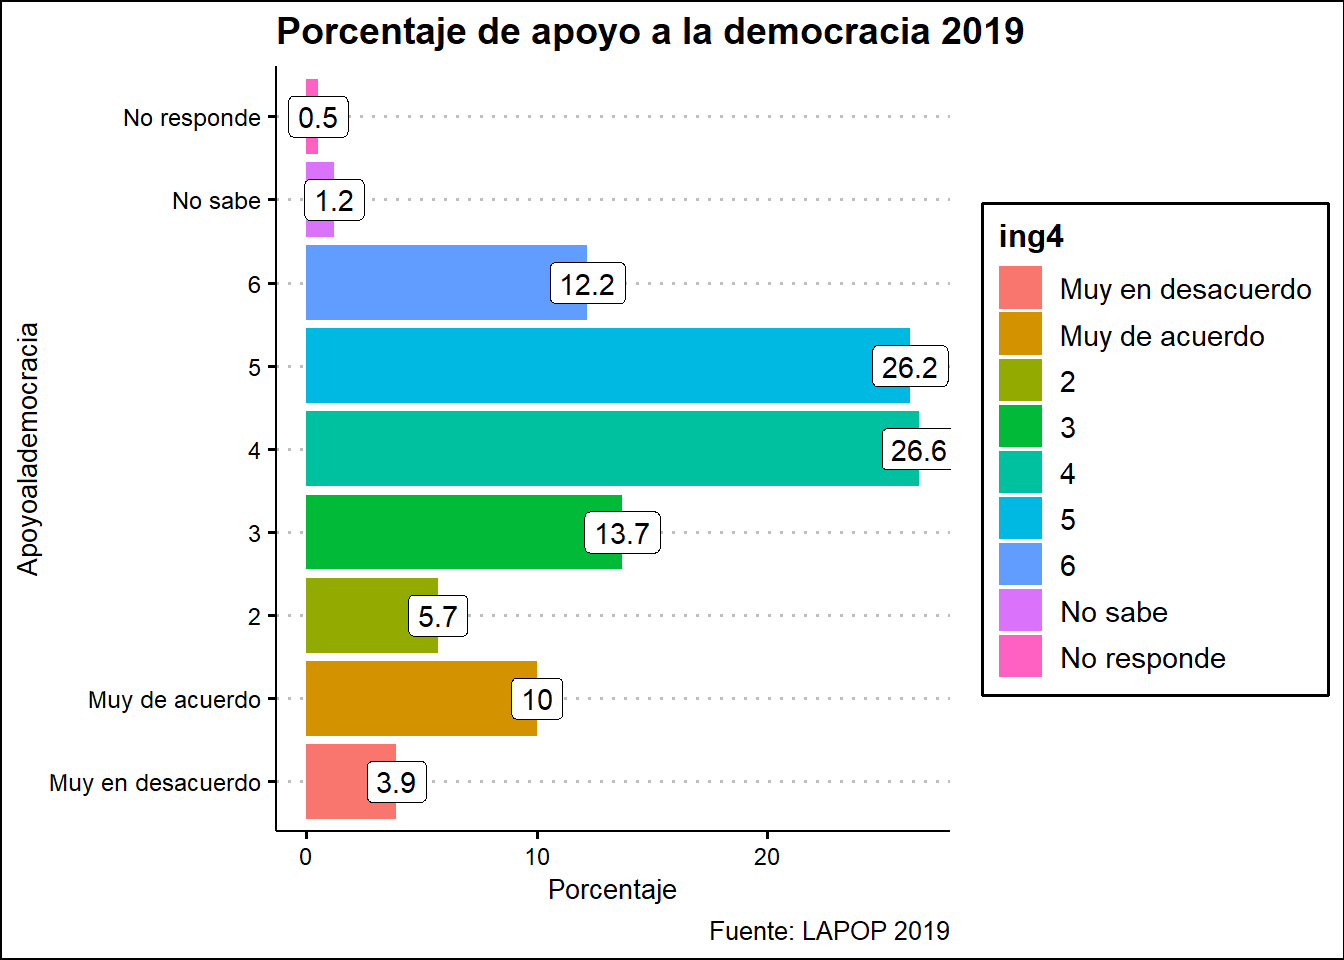 Porcentaje de apoyo a la democracia 2019
Apoyoalademocracia
No responde
0.5
No sabe
1.2
6
12.2
5
26.2
4
26.6
3
13.7
2
5.7
Muy de acuerdo
10
Muy en desacuerdo
3.9
0 10 20
Porcentaje
Fuente: LAPOP 2019
ing4
Muy en desacuerdo
Muy de acuerdo
2
3
4
5
6
No sabe
No responde